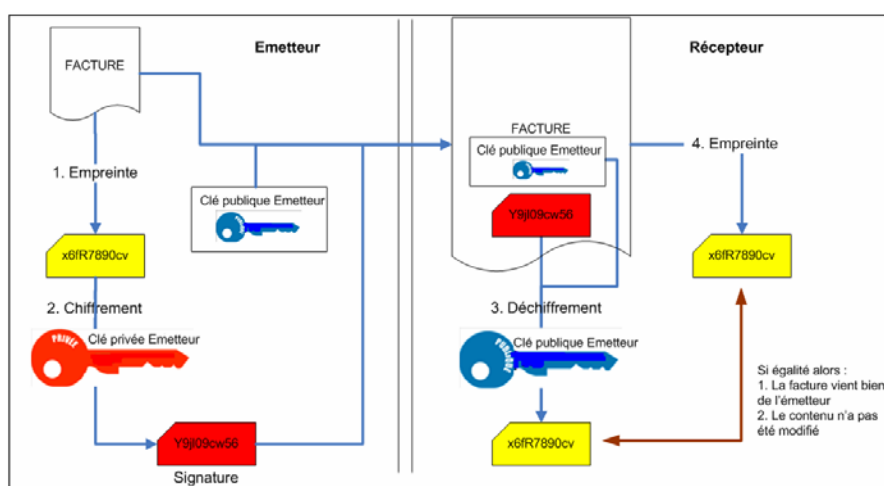 Emetteur
FACTURE
1. Empreinte
Clé publique Emetteur
x6fR7890cv
2. Chiffrement
PRIVÉE
Clé privée Emetteur
Y9jl09cw56
Signature
Récepteur
FACTURE
Clé publique Emetteur
Y9jl09cw56
4. Empreinte
x6fR7890cv
3. Déchiffrement
Clé publique Emetteur
PUBLIQUE
x6fR7890cv
Si égalité alors :
1. La facture vient bien
de l'émetteur
2. Le contenu n'a pas
été modifié